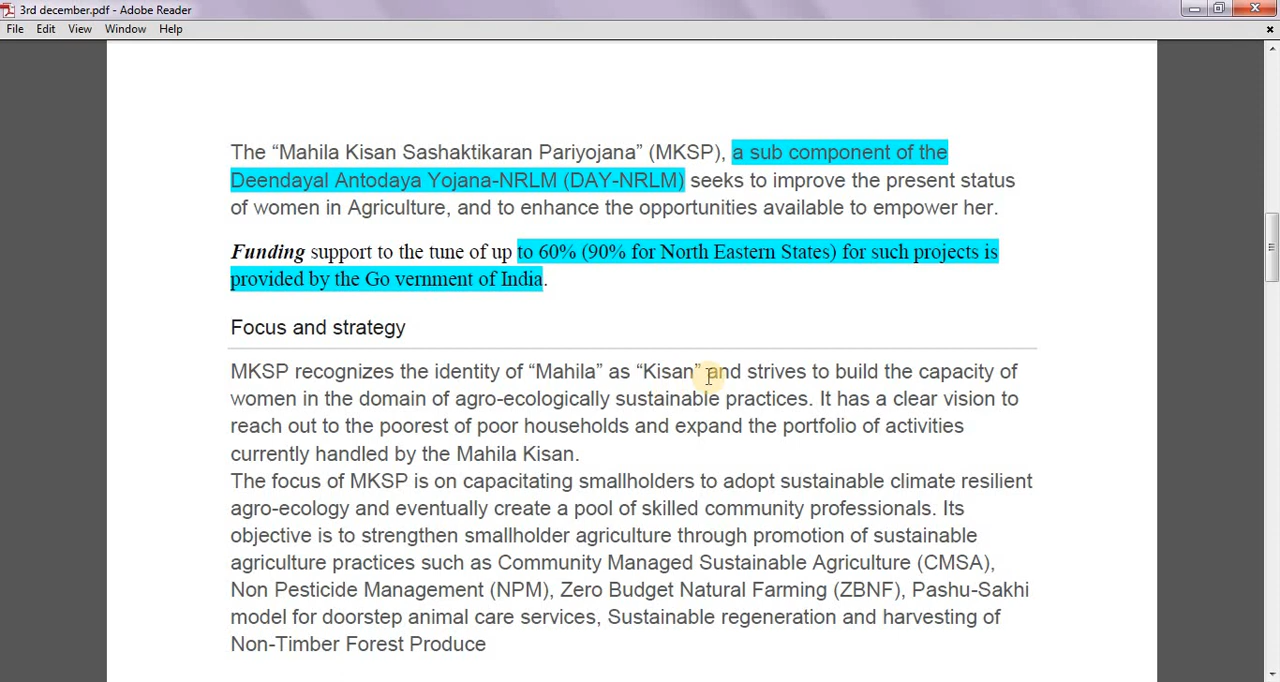 3rd december.pdf - Adobe Reader
File Edit View Window Help
The “Mahila Kisan Sashaktikaran Pariyojana” (MKSP), a sub component of the
Deendayal Antodaya Yojana-NRLM (DAY-NRLM) seeks to improve the present status
of women in Agriculture, and to enhance the opportunities available to empower her.
Funding support to the tune of up to 60% (90% for North Eastern States) for such projects is
provided by the Go vernment of India.
Focus and strategy
MKSP recognizes the identity of “Mahila” as “Kisan” and strives to build the capacity of
women in the domain of agro-ecologically sustainable practices. It has a clear vision to
reach out to the poorest of poor households and expand the portfolio of activities
currently handled by the Mahila Kisan.
The focus of MKSP is on capacitating smallholders to adopt sustainable climate resilient
agro-ecology and eventually create a pool of skilled community professionals. Its
objective is to strengthen smallholder agriculture through promotion of sustainable
agriculture practices such as Community Managed Sustainable Agriculture (CMSA),
Non Pesticide Management (NPM), Zero Budget Natural Farming (ZBNF), Pashu-Sakhi
model for doorstep animal care services, Sustainable regeneration and harvesting of
Non-Timber Forest Produce